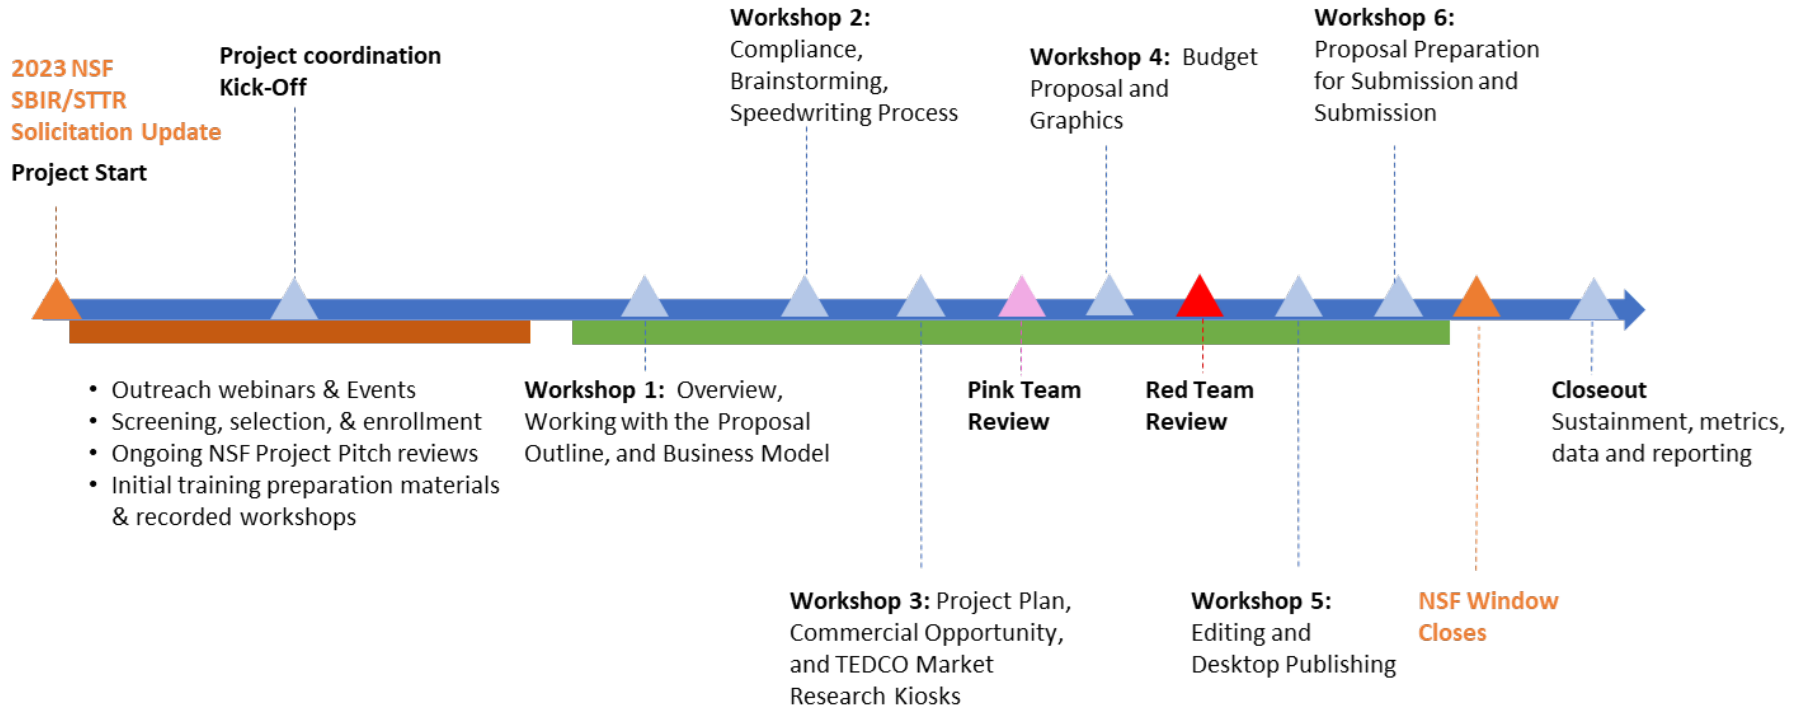 2023 NSF
SBIR/STTR
Solicitation Update
Project Start
Project coordination
Kick-Off
Workshop 2:
Compliance,
Brainstorming,
Speedwriting Process
Workshop 4: Budget
Proposal and
Graphics
Workshop 6:
Proposal Preparation
for Submission and
Submission
• Outreach webinars & Events
• Screening, selection, & enrollment
• Ongoing NSF Project Pitch reviews
• Initial training preparation materials
& recorded workshops
Workshop 1: Overview,
Working with the Proposal
Outline, and Business Model
Pink Team
Review
Red Team
Review
Closeout
Sustainment, metrics,
data and reporting
Workshop 3: Project Plan,
Commercial Opportunity,
and TEDCO Market
Research Kiosks
Workshop 5:
Editing and
Desktop Publishing
NSF Window
Closes